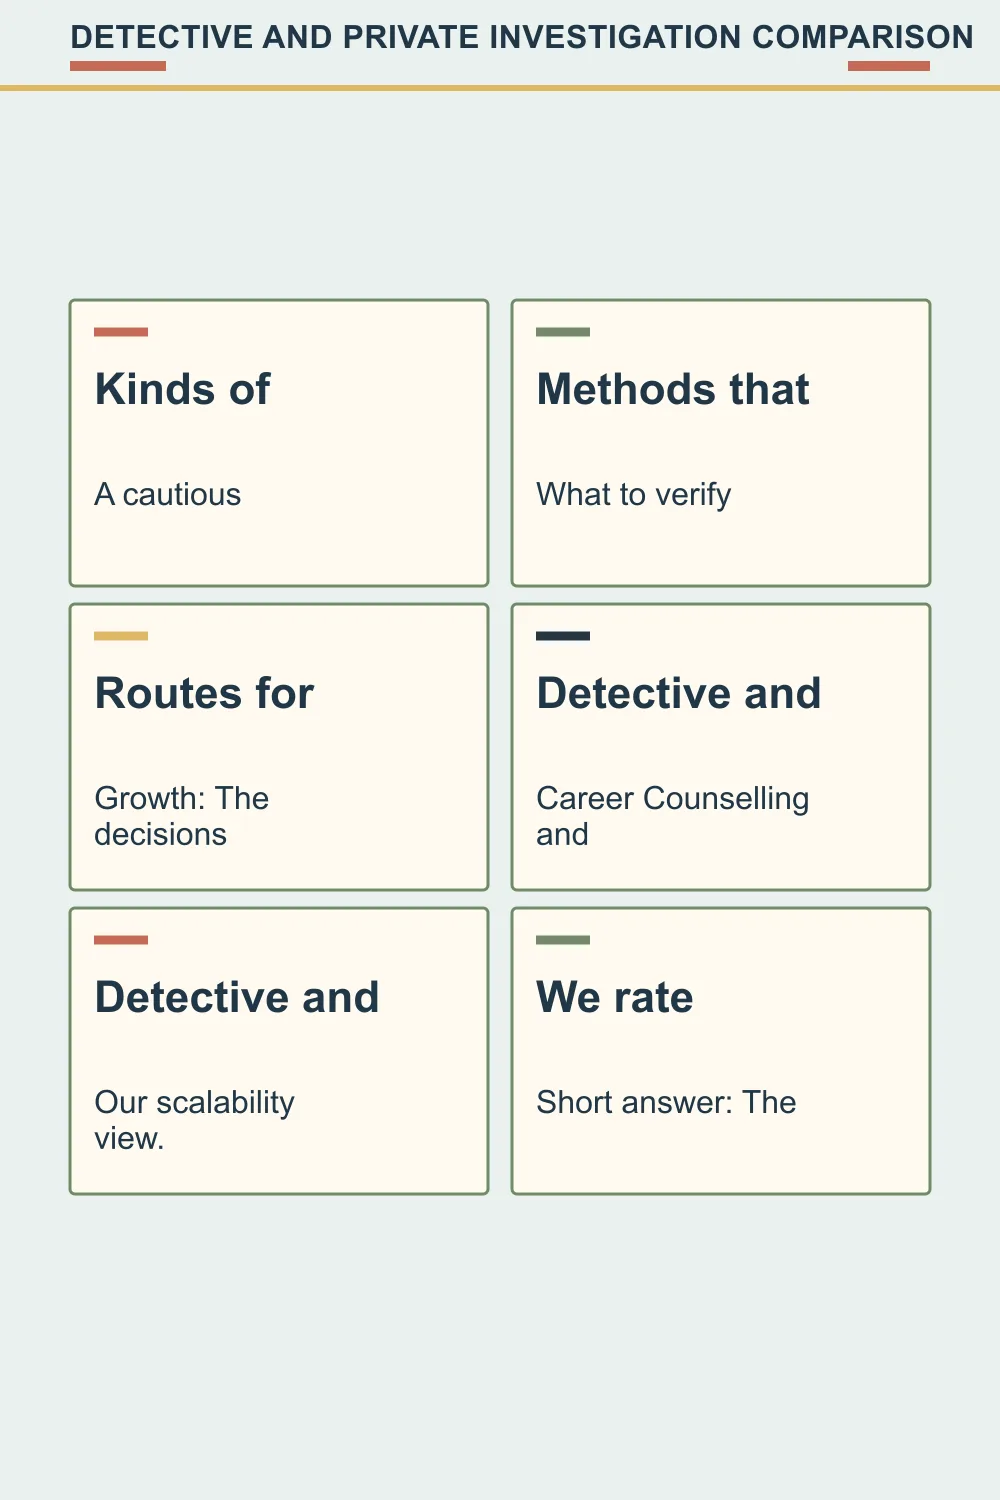 DETECTIVE AND PRIVATE INVESTIGATION COMPARISON
Kinds of
A cautious
Methods that
What to verify
Routes for
Growth: The
decisions
Detective and
Career Counselling
and
Detective and
Our scalability
view.
We rate
Short answer: The